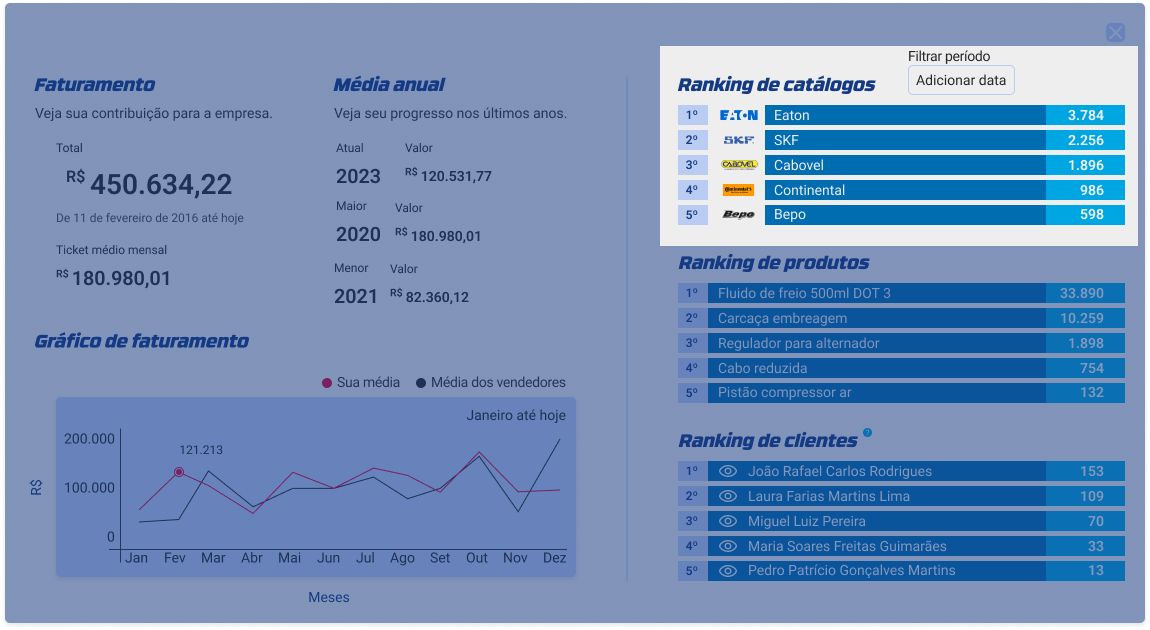 Faturamento
Veja sua contribuição para a empresa.
Total
R$ 450.634,22
De 11 de fevereiro de 2016 até hoje
Ticket médio mensal
R$ 180.980,01
Média anual
Veja seu progresso nos últimos anos.
Atual Valor
2023 R$ 120.531,77
Maior Valor
2020 R$ 180.980,01
Menor Valor
2021 R$ 82.360,12
Gráfico de faturamento
Sua média Média dos vendedores
Janeiro até hoje
200.000
121.213
100.000
R$
0
Jan Fev Mar Abr Mai Jun Jul Ago Set Out Nov Dez
Meses
Filtrar período
Ranking de catálogos Adicionar data
1º EATON Eaton 3.784
2º SKF SKF 2.256
3º CABOVEL Cabovel 1.896
4º Continental Continental 986
5º Bepo Bepo 598
Ranking de produtos
1º Fluido de freio 500ml DOT 3 33.890
2º Carcaça embreagem 10.259
3º Regulador para alternador 1.898
4º Cabo reduzida 754
5º Pistão compressor ar 132
Ranking de clientes ?
1º João Rafael Carlos Rodrigues 153
2º Laura Farias Martins Lima 109
3º Miguel Luiz Pereira 70
4º Maria Soares Freitas Guimarães 33
5º Pedro Patrício Gonçalves Martins 13